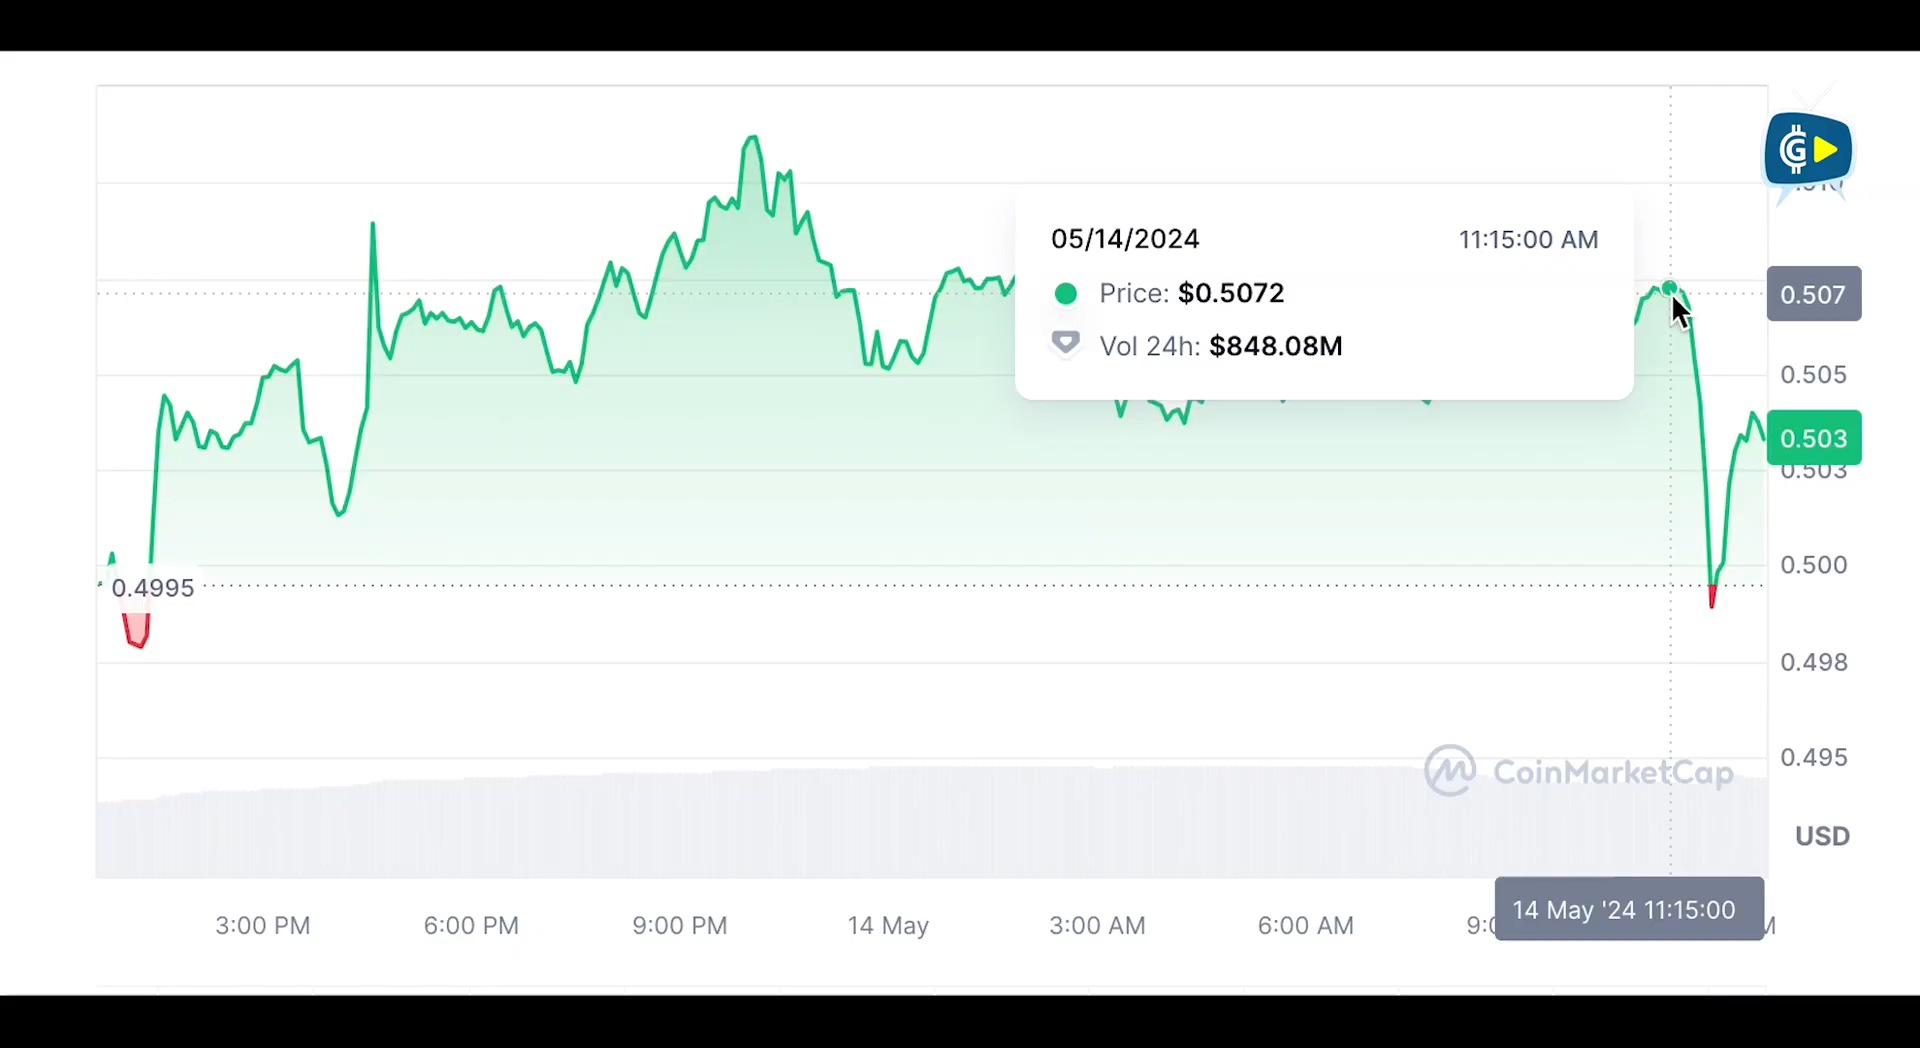 05/14/2024 11:15:00 AM
Price: $0.5072
Vol 24h: $848.08M
0.507
0.505
0.503
0.503
0.500
0.4995
0.498
0.495
CoinMarketCap
USD
14 May '24 11:15:00
3:00 PM 6:00 PM 9:00 PM 14 May 3:00 AM 6:00 AM